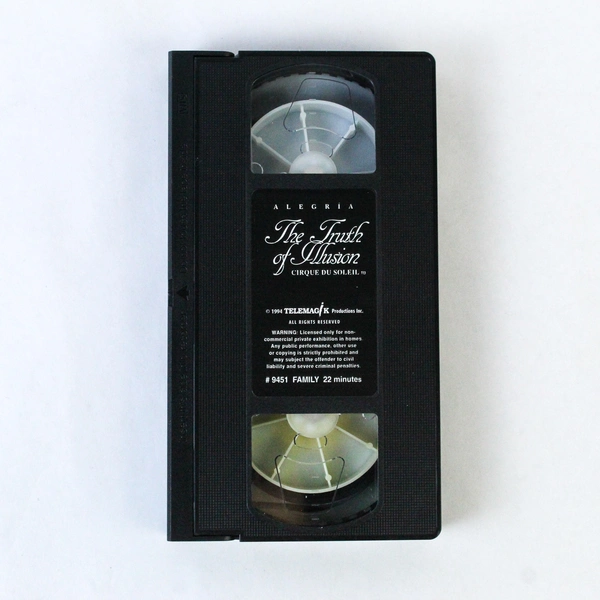 ALEGRÍA
The Truth
of Illusion
CIRQUE DU SOLEIL
© 1994 TELEMAGIK Productions Inc.
ALL RIGHTS RESERVED
WARNING: Licensed only for non-
commercial private exhibition in homes
Any public performance, other use
or copying is strictly prohibited and
may subject the offender to civil
liability and severe criminal penalties.
# 9451 FAMILY 22 minutes